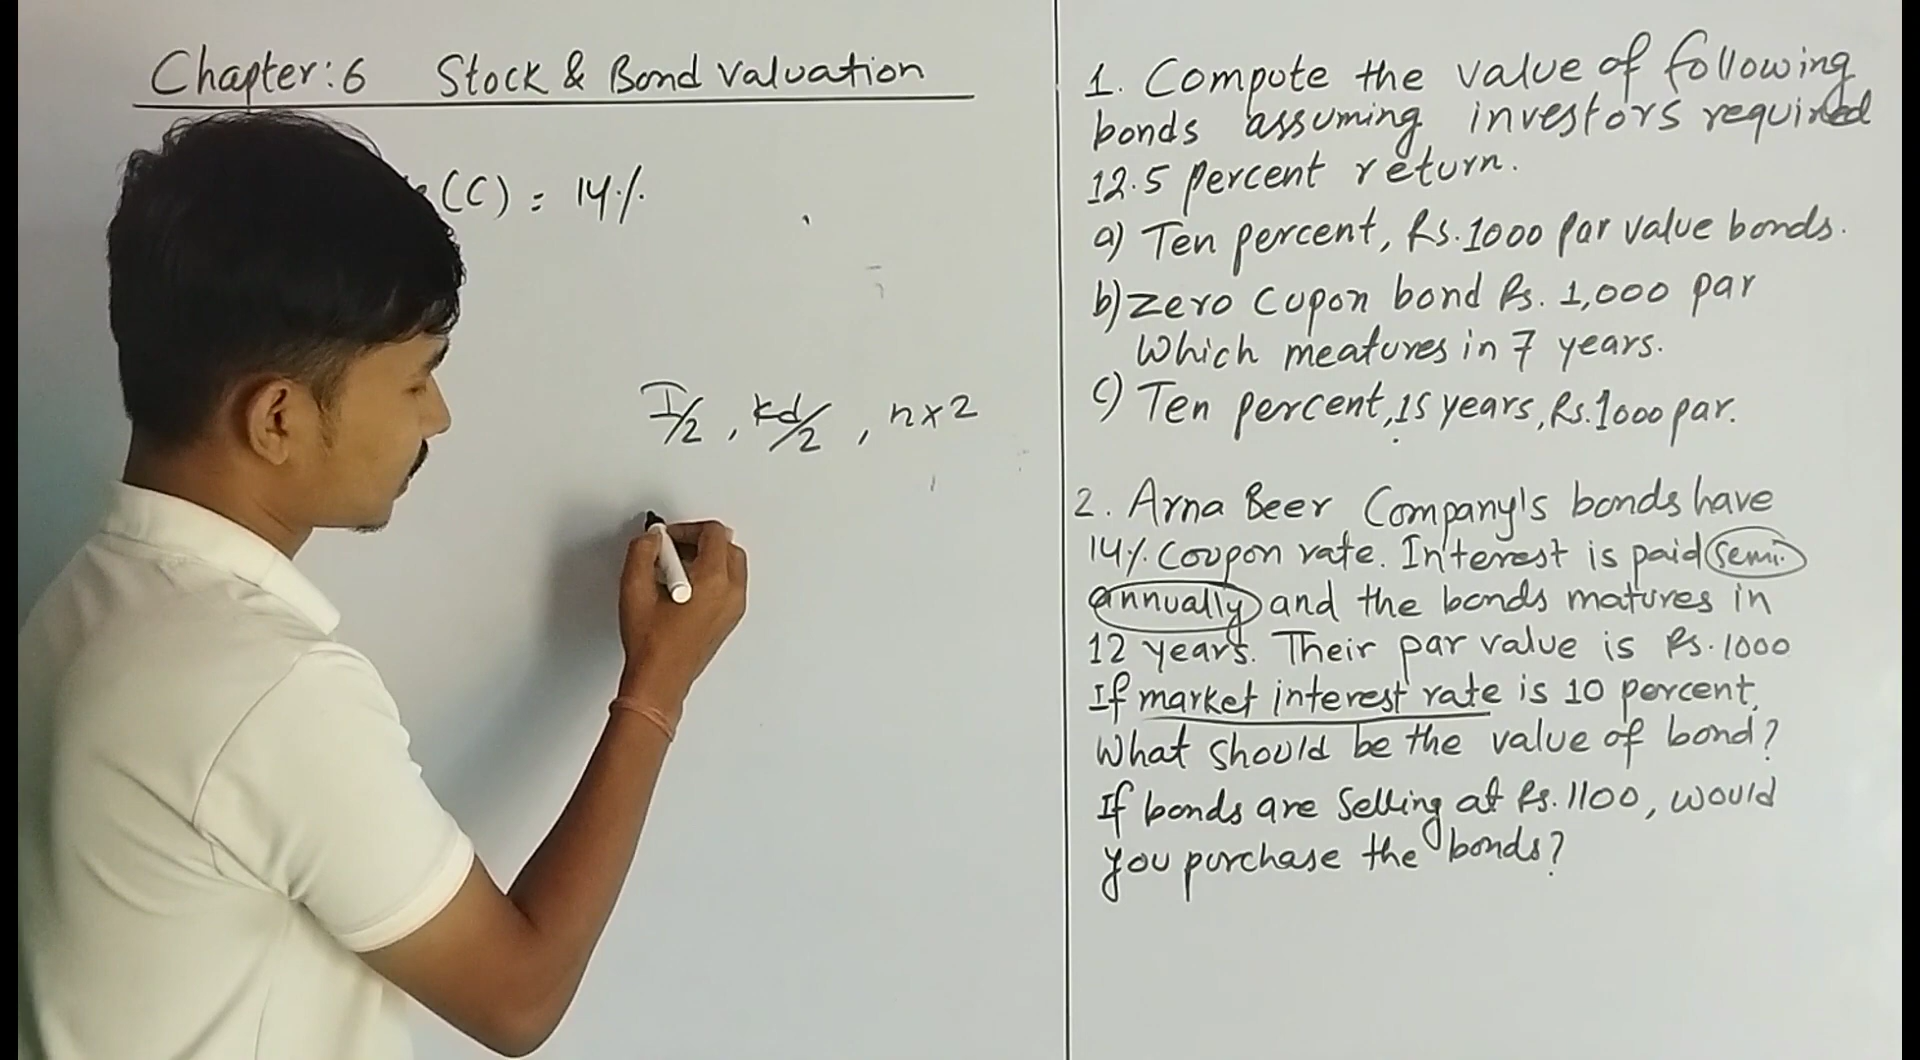 Chapter:6 Stock & Bond Valuation
(C) = 14%
I/2, kd/2, n×2
1. Compute the value of following
bonds assuming investors required
12.5 percent return.
a) Ten percent, Rs.1000 par value bonds.
b) Zero Cupon bond Rs. 1,000 par
Which meatures in 7 years.
c) Ten percent, 15 years, Rs.1000 par.
2. Arna Beer Company's bonds have
14% Coupon rate. Interest is paid semi.
annually and the bonds matures in
12 years. Their par value is Rs. 1000
If market interest rate is 10 percent,
What should be the value of bond?
If bonds are Selling at Rs. 1100, would
you purchase the bonds?